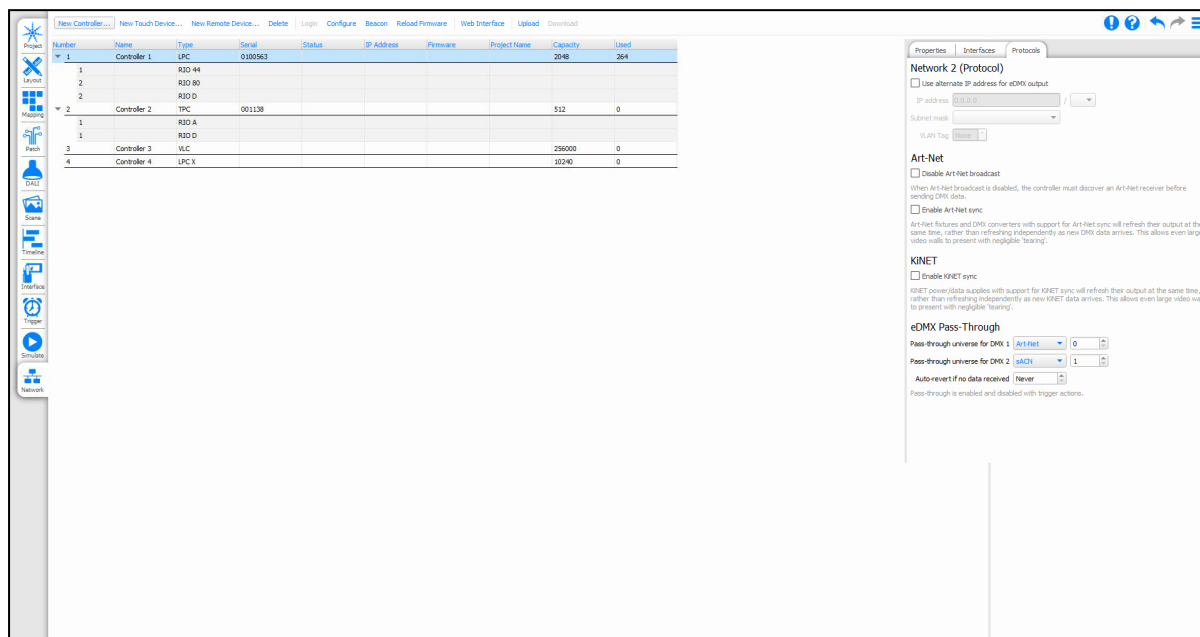 New Controller... New Touch Device... New Remote Device... Delete Login Configure Beacon Reload Firmware Web Interface Upload Download
Project
Layout
Mapping
Patch
DALI
Scene
Timeline
Interface
Trigger
Simulate
Network
Number Name Type Serial Status IP Address Firmware Project Name Capacity Used
1 Controller 1 LPC 0100563 2048 264
1 RIO 44
2 RIO 80
2 RIO D
2 Controller 2 TPC 001138 512 0
1 RIO A
1 RIO D
3 Controller 3 VLC 256000 0
4 Controller 4 LPC X 10240 0
Properties Interfaces Protocols
Network 2 (Protocol)
Use alternate IP address for eDMX output
IP address 0.0.0.0 /
Subnet mask
VLAN Tag None
Art-Net
Disable Art-Net broadcast
When Art-Net broadcast is disabled, the controller must discover an Art-Net receiver before
sending DMX data.
Enable Art-Net sync
Art-Net fixtures and DMX converters with support for Art-Net sync will refresh their output at the
same time, rather than refreshing independently as new DMX data arrives. This allows even large
video walls to present with negligible 'tearing'.
KiNET
Enable KiNET sync
KiNET power/data supplies with support for KiNET sync will refresh their output at the same time,
rather than refreshing independently as new KiNET data arrives. This allows even large video wa
to present with negligible 'tearing'.
eDMX Pass-Through
Pass-through universe for DMX 1 Art-Net 0
Pass-through universe for DMX 2 sACN 1
Auto-revert if no data received Never
Pass-through is enabled and disabled with trigger actions.